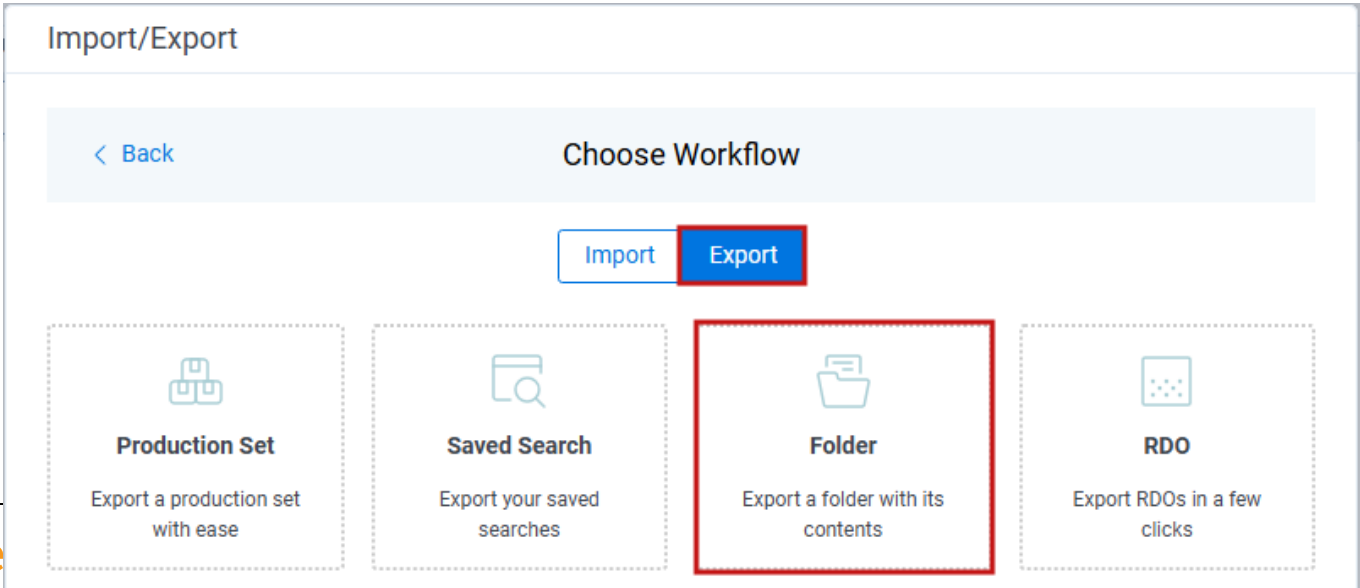 Import/Export
Back
Choose Workflow
Import
Export
Production Set
Export a production set
with ease
Saved Search
Export your saved
searches
Folder
Export a folder with its
contents
RDO
Export RDOs in a few
clicks